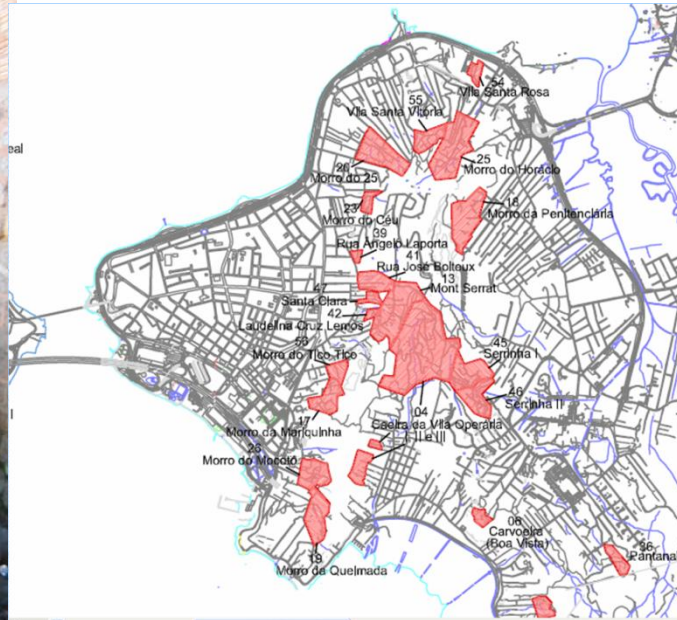 eal
54
Vila Santa Rosa
55
Vila Santa Vitória
26
Morro do 25
25
Morro do Horácio
18
Morro da Penitenciária
23
Morro do Céu
39
Rua Ângelo Laporta
41
Rua José Boiteux
13
Mont Serrat
47
Santa Clara
42
Laudelina Cruz Lemos
56
Morro do Tico Tico
45
Serrinha I
46
Serrinha II
04
Caeira da Vila Operária
I, II e III
17
Morro da Mariquinha
26
Morro do Mocotó
06
Carvoeira
(Boa Vista)
36
Pantanal
19
Morro da Queimada